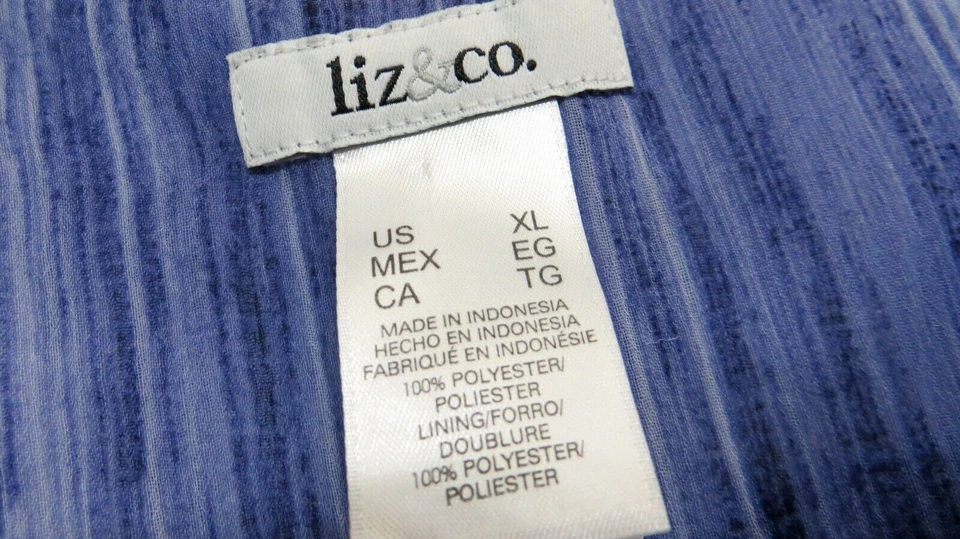 liz&co.
US XL
MEX EG
CA TG
MADE IN INDONESIA
HECHO EN INDONESIA
FABRIQUÉ EN INDONÉSIE
100% POLYESTER/
POLIESTER
LINING/FORRO/
DOUBLURE
100% POLYESTER/
POLIESTER